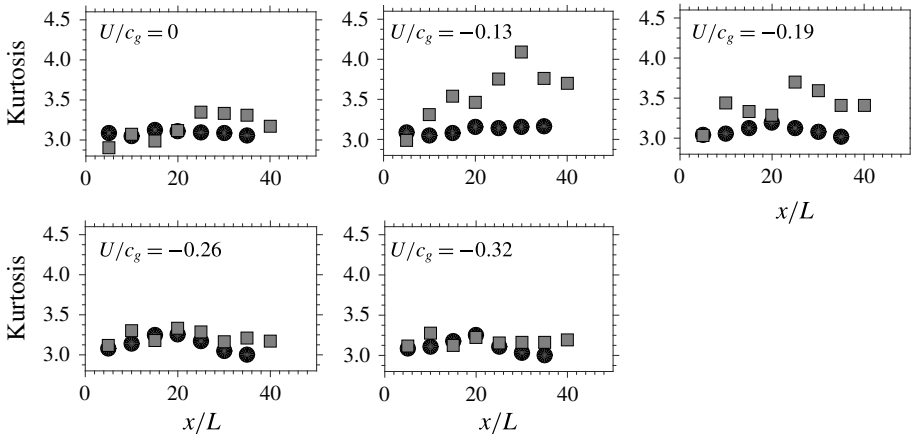 4.5
4.0
3.5
3.0
Kurtosis
U/c_g = 0
0 20 40
4.5
4.0
3.5
3.0
U/c_g = −0.13
0 20 40
4.5
4.0
3.5
3.0
U/c_g = −0.19
0 20 40
x/L
4.5
4.0
3.5
3.0
Kurtosis
U/c_g = −0.26
0 20 40
x/L
4.5
4.0
3.5
3.0
U/c_g = −0.32
0 20 40
x/L